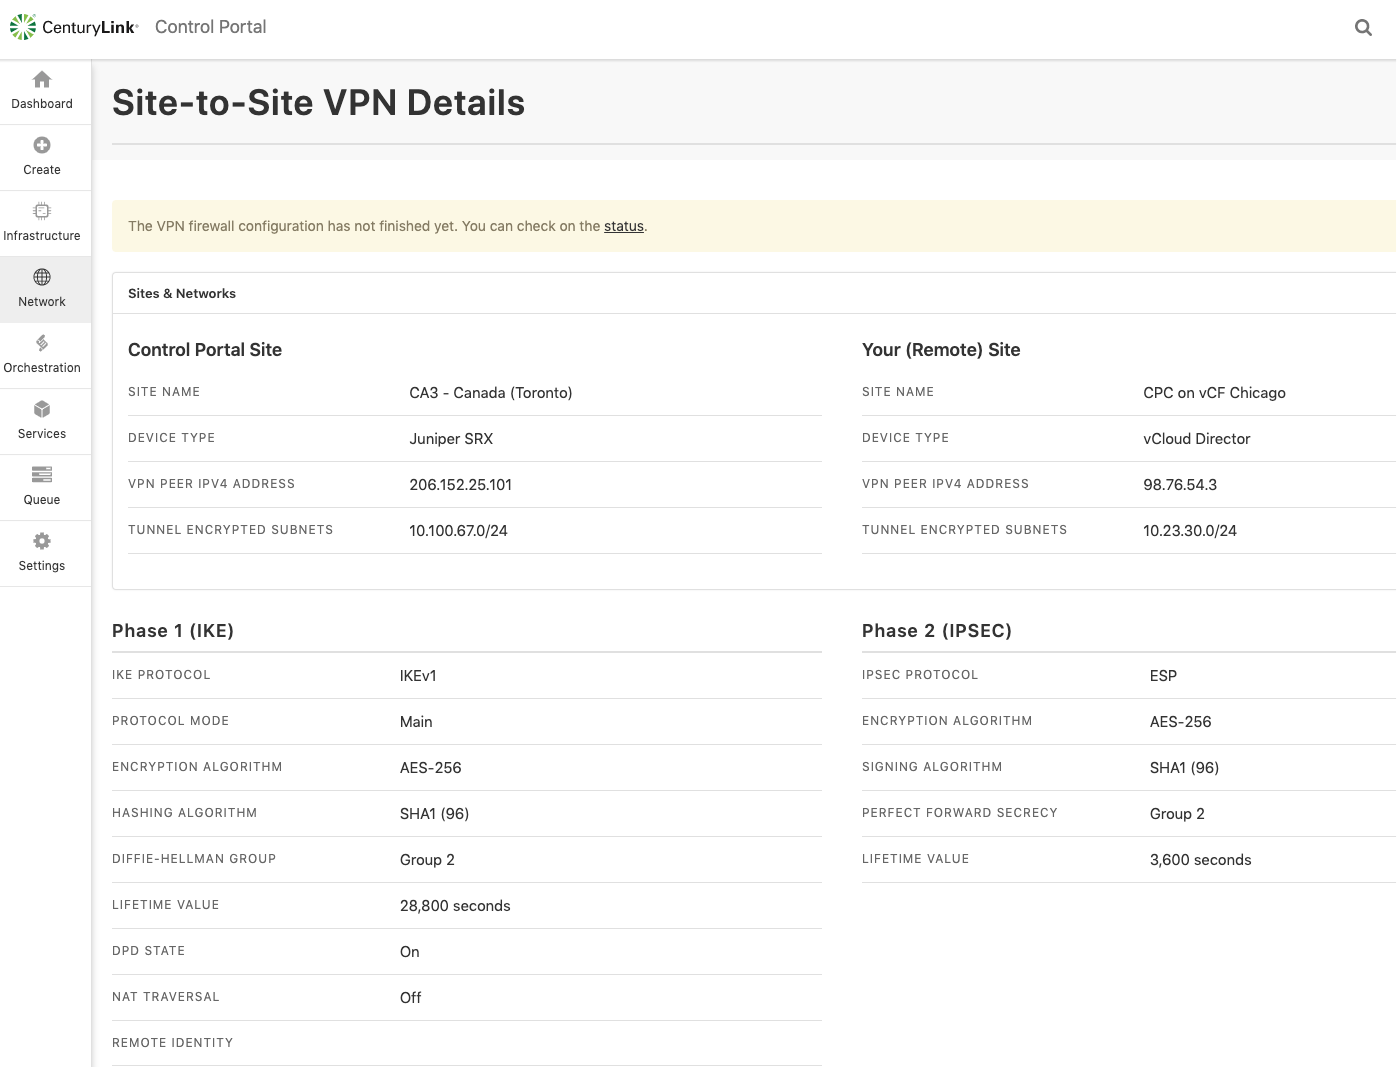 CenturyLink® Control Portal
Dashboard
Create
Infrastructure
Network
Orchestration
Services
Queue
Settings
Site-to-Site VPN Details
The VPN firewall configuration has not finished yet. You can check on the status.
Sites & Networks
Control Portal Site
SITE NAME CA3 - Canada (Toronto)
DEVICE TYPE Juniper SRX
VPN PEER IPV4 ADDRESS 206.152.25.101
TUNNEL ENCRYPTED SUBNETS 10.100.67.0/24
Your (Remote) Site
SITE NAME CPC on vCF Chicago
DEVICE TYPE vCloud Director
VPN PEER IPV4 ADDRESS 98.76.54.3
TUNNEL ENCRYPTED SUBNETS 10.23.30.0/24
Phase 1 (IKE)
IKE PROTOCOL IKEv1
PROTOCOL MODE Main
ENCRYPTION ALGORITHM AES-256
HASHING ALGORITHM SHA1 (96)
DIFFIE-HELLMAN GROUP Group 2
LIFETIME VALUE 28,800 seconds
DPD STATE On
NAT TRAVERSAL Off
REMOTE IDENTITY
Phase 2 (IPSEC)
IPSEC PROTOCOL ESP
ENCRYPTION ALGORITHM AES-256
SIGNING ALGORITHM SHA1 (96)
PERFECT FORWARD SECRECY Group 2
LIFETIME VALUE 3,600 seconds